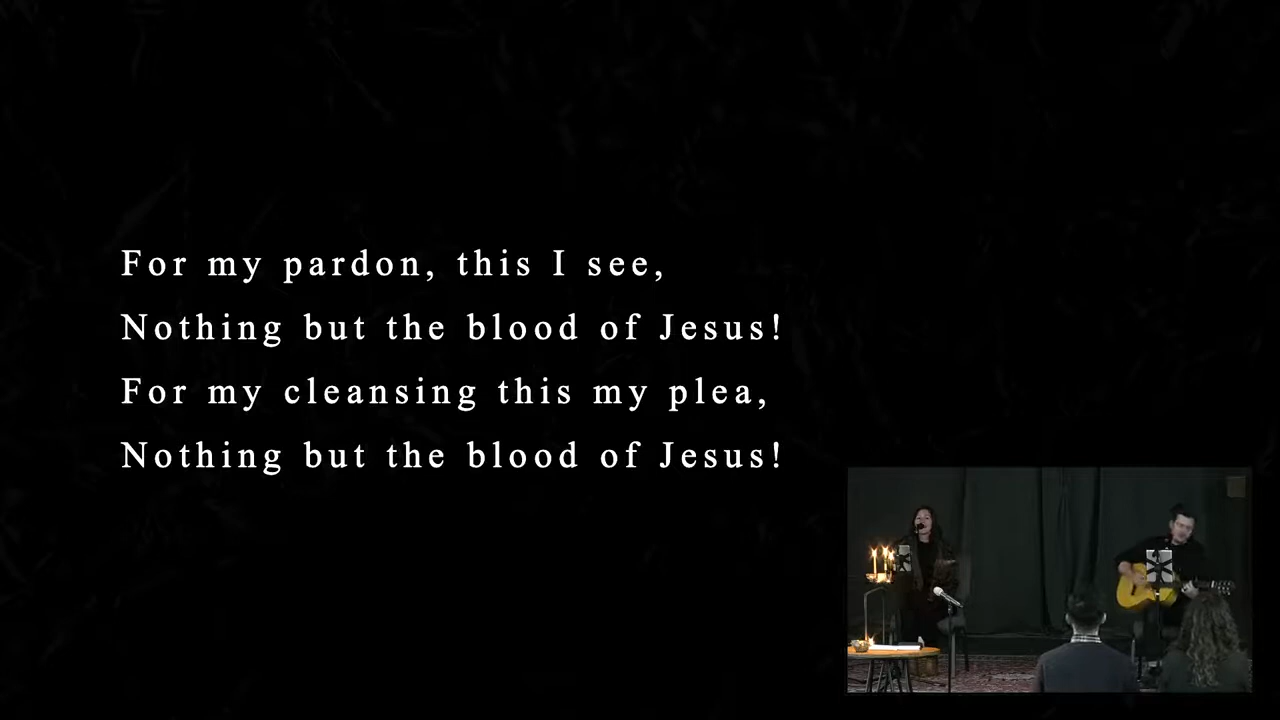 For my pardon, this I see,
Nothing but the blood of Jesus!
For my cleansing this my plea,
Nothing but the blood of Jesus!